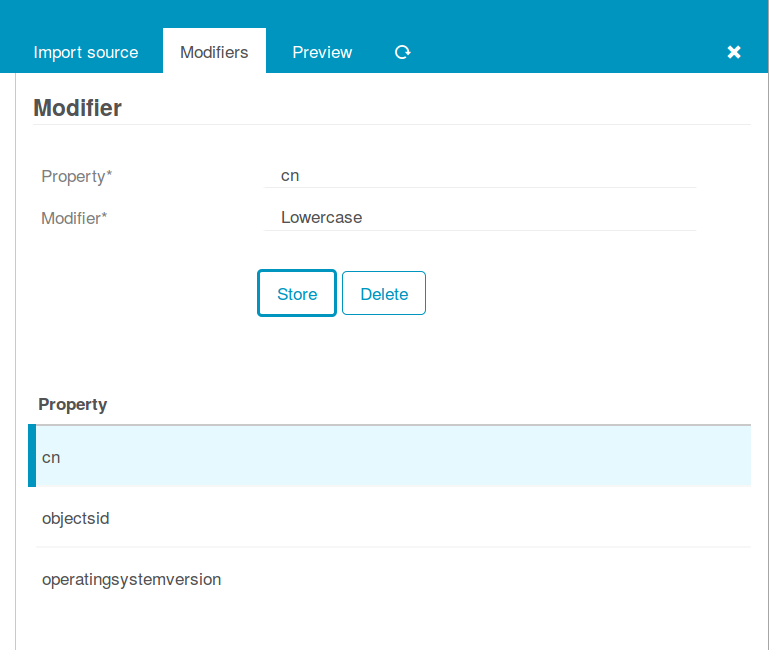 Import source Modifiers Preview
Modifier
Property* cn
Modifier* Lowercase
Store Delete
Property
cn
objectsid
operatingsystemversion